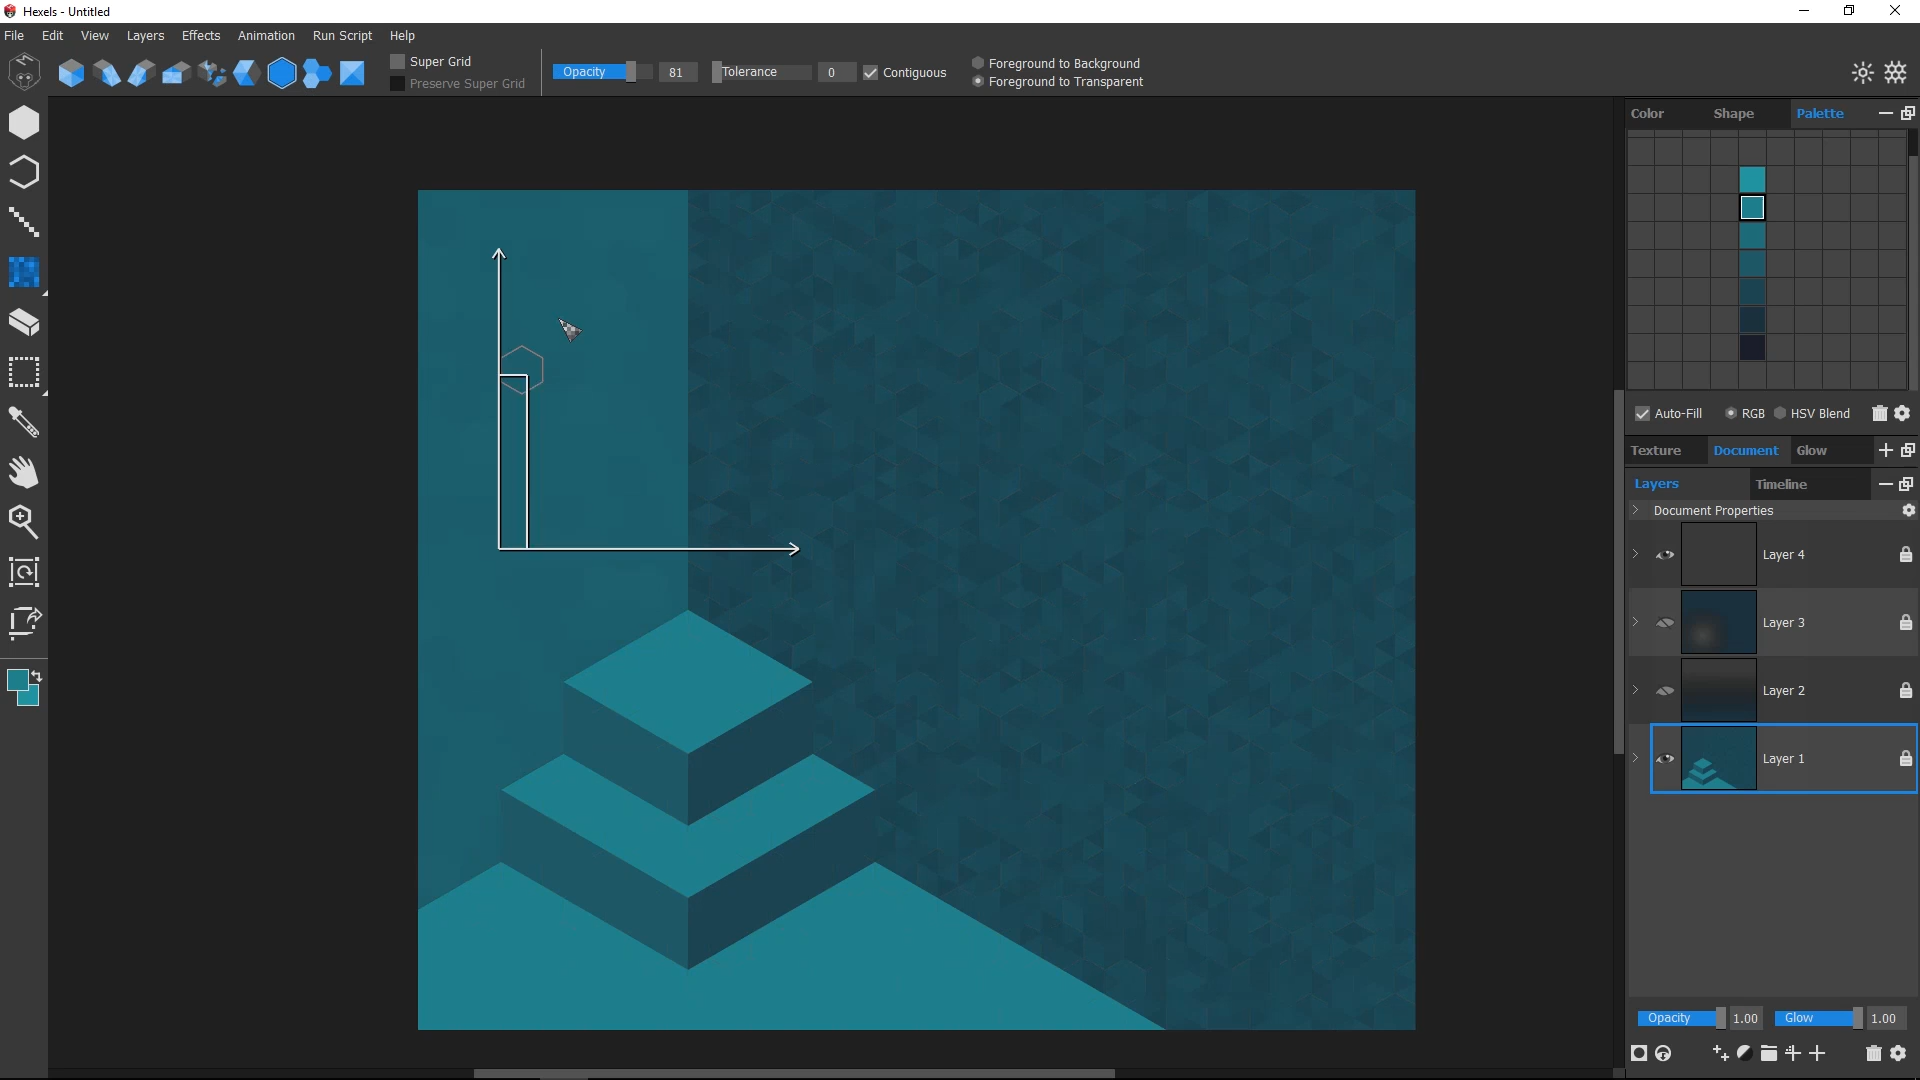 Hexels - Untitled
File Edit View Layers Effects Animation Run Script Help
Super Grid
Preserve Super Grid
Opacity 81 Tolerance 0 Contiguous
Foreground to Background
Foreground to Transparent
Color Shape Palette
Auto-Fill RGB HSV Blend
Texture Document Glow
Layers Timeline
Document Properties
Layer 4
Layer 3
Layer 2
Layer 1
Opacity 1.00 Glow 1.00